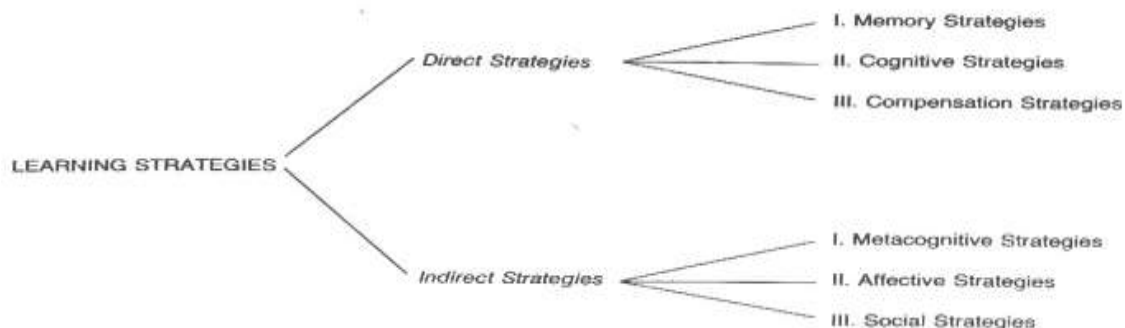 I. Memory Strategies
Direct Strategies
II. Cognitive Strategies
III. Compensation Strategies
LEARNING STRATEGIES
I. Metacognitive Strategies
Indirect Strategies
II. Affective Strategies
III. Social Strategies